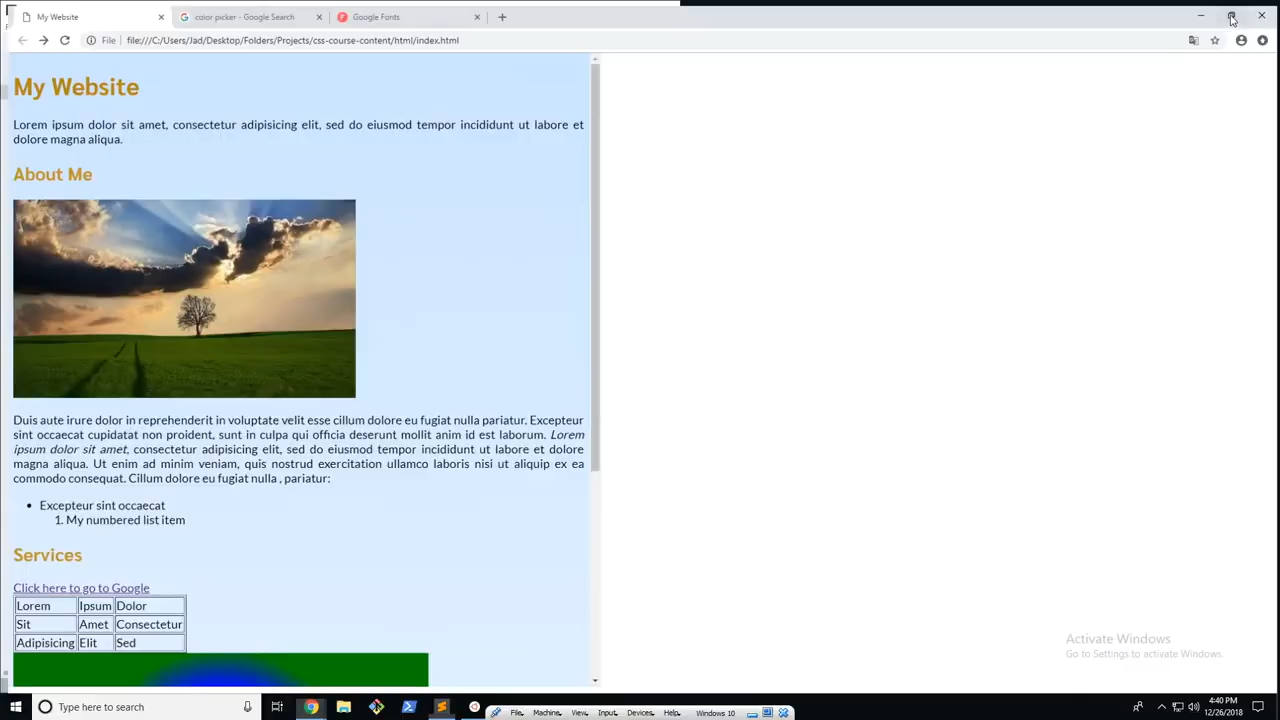 My Website
color picker - Google Search
Google Fonts
File
file:///C:/Users/Jad/Desktop/Folders/Projects/css-course-content/html/index.html
My Website
Lorem ipsum dolor sit amet, consectetur adipisicing elit, sed do eiusmod tempor incididunt ut labore et
dolore magna aliqua.
About Me
Duis aute irure dolor in reprehenderit in voluptate velit esse cillum dolore eu fugiat nulla pariatur. Excepteur
sint occaecat cupidatat non proident, sunt in culpa qui officia deserunt mollit anim id est laborum. Lorem
ipsum dolor sit amet, consectetur adipisicing elit, sed do eiusmod tempor incididunt ut labore et dolore
magna aliqua. Ut enim ad minim veniam, quis nostrud exercitation ullamco laboris nisi ut aliquip ex ea
commodo consequat. Cillum dolore eu fugiat nulla , pariatur:
• Excepteur sint occaecat
1. My numbered list item
Services
Click here to go to Google
Lorem Ipsum Dolor
Sit Amet Consectetur
Adipisicing Elit Sed
Activate Windows
Go to Settings to activate Windows.
Type here to search
File Machine View Input Devices Help Windows 10
4:40 PM
12/26/2018